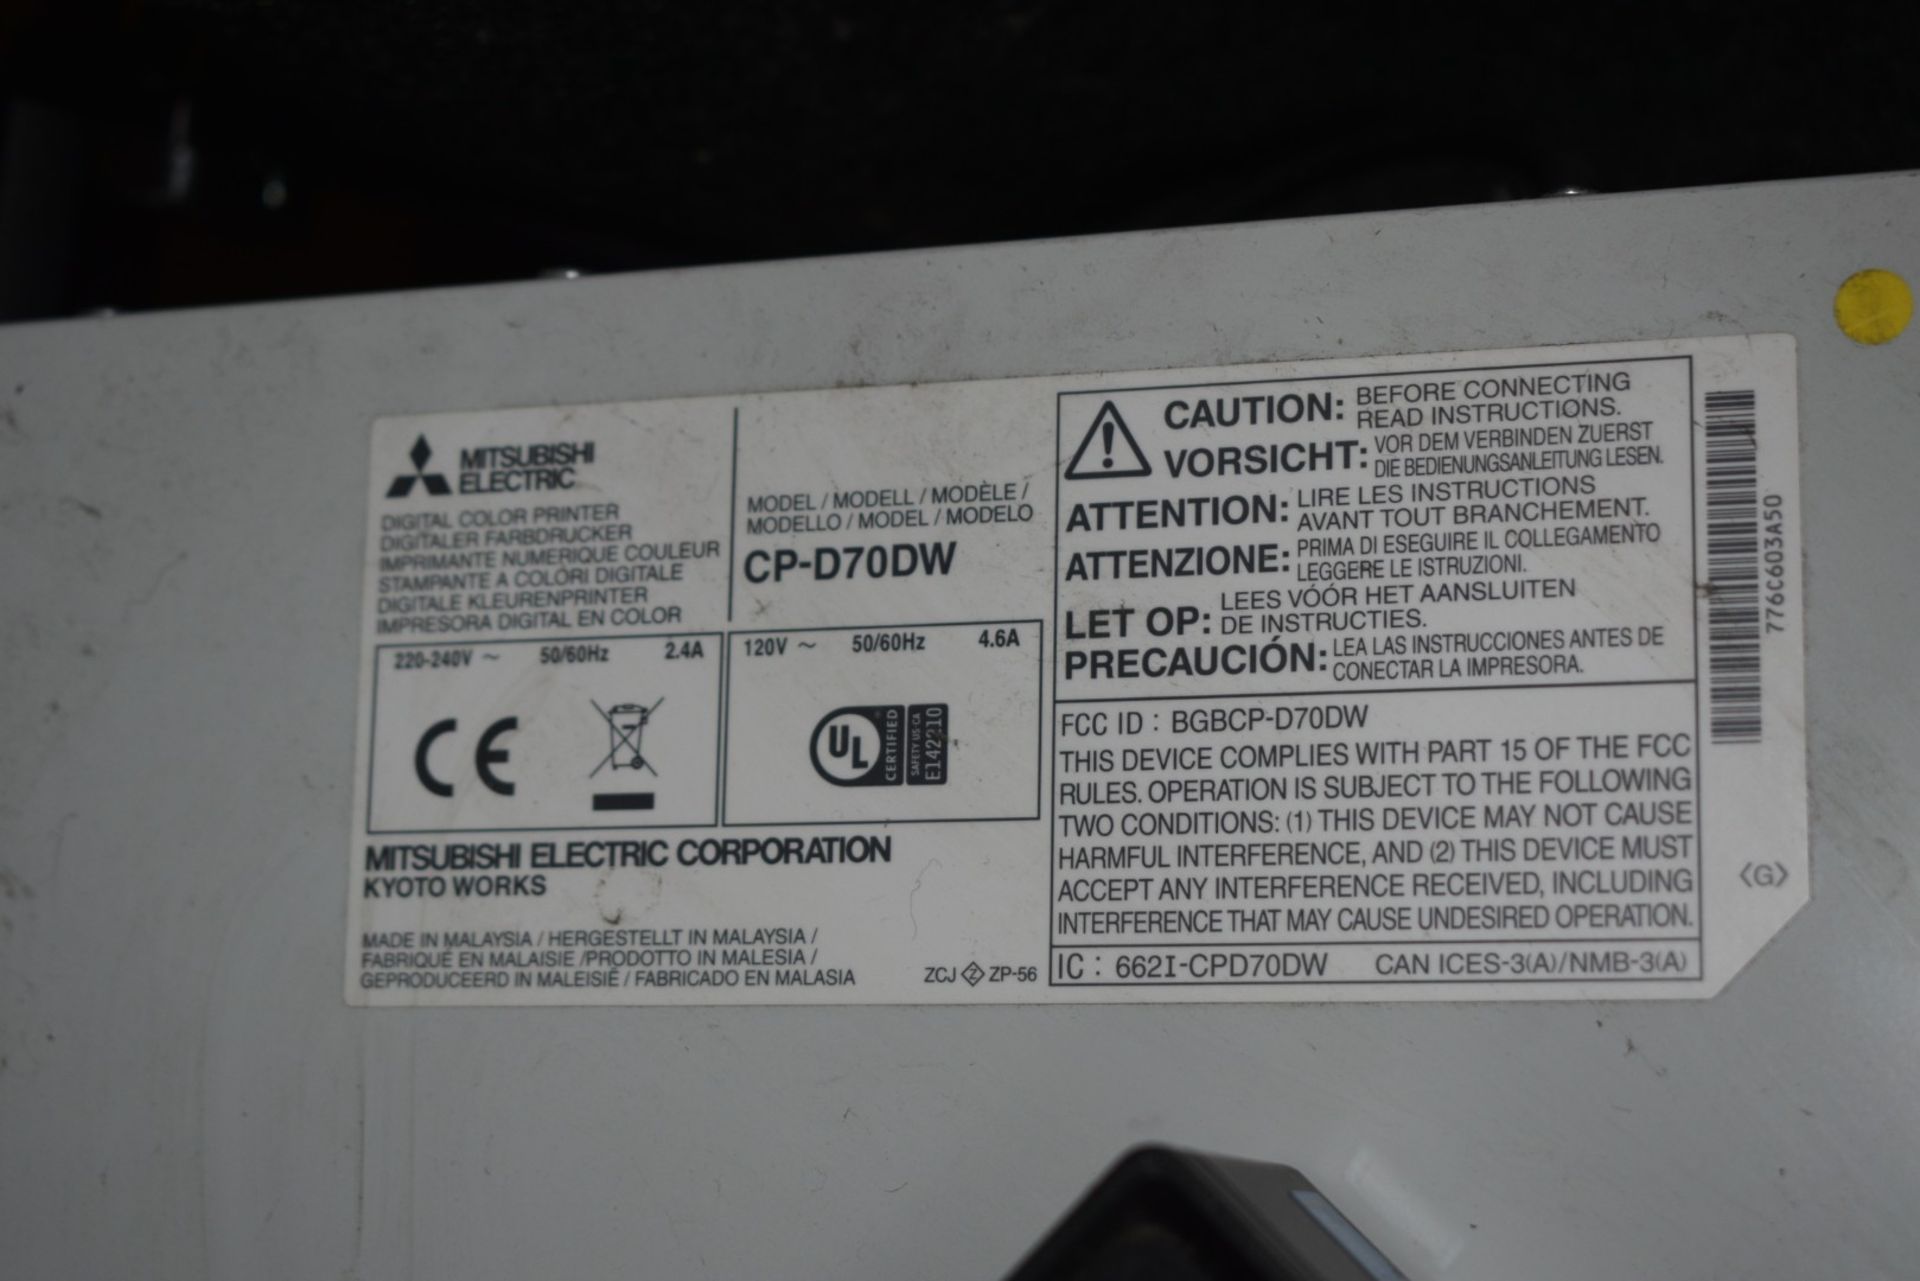 MITSUBISHI
ELECTRIC
DIGITAL COLOR PRINTER
DIGITALER FARBDRUCKER
IMPRIMANTE NUMERIQUE COULEUR
STAMPANTE A COLORI DIGITALE
DIGITALE KLEURENPRINTER
IMPRESORA DIGITAL EN COLOR
MODEL / MODELL / MODÈLE /
MODELLO / MODEL / MODELO
CP-D70DW
220-240V ~ 50/60Hz 2.4A
CE
120V ~ 50/60Hz 4.6A
UL
CERTIFIED
SAFETY US-CA
E142210
MITSUBISHI ELECTRIC CORPORATION
KYOTO WORKS
MADE IN MALAYSIA / HERGESTELLT IN MALAYSIA /
FABRIQUÉ EN MALAISIE /PRODOTTO IN MALESIA /
GEPRODUCEERD IN MALEISIË / FABRICADO EN MALASIA
ZCJ Z ZP-56
CAUTION: BEFORE CONNECTING
READ INSTRUCTIONS.
VORSICHT: VOR DEM VERBINDEN ZUERST
DIE BEDIENUNGSANLEITUNG LESEN.
ATTENTION: LIRE LES INSTRUCTIONS
AVANT TOUT BRANCHEMENT.
ATTENZIONE: PRIMA DI ESEGUIRE IL COLLEGAMENTO
LEGGERE LE ISTRUZIONI.
LET OP: LEES VÓÓR HET AANSLUITEN
DE INSTRUCTIES.
PRECAUCIÓN: LEA LAS INSTRUCCIONES ANTES DE
CONECTAR LA IMPRESORA.
FCC ID : BGBCP-D70DW
THIS DEVICE COMPLIES WITH PART 15 OF THE FCC
RULES. OPERATION IS SUBJECT TO THE FOLLOWING
TWO CONDITIONS: (1) THIS DEVICE MAY NOT CAUSE
HARMFUL INTERFERENCE, AND (2) THIS DEVICE MUST
ACCEPT ANY INTERFERENCE RECEIVED, INCLUDING
INTERFERENCE THAT MAY CAUSE UNDESIRED OPERATION.
IC : 662I-CPD70DW CAN ICES-3(A)/NMB-3(A)
776C603A50
<G>